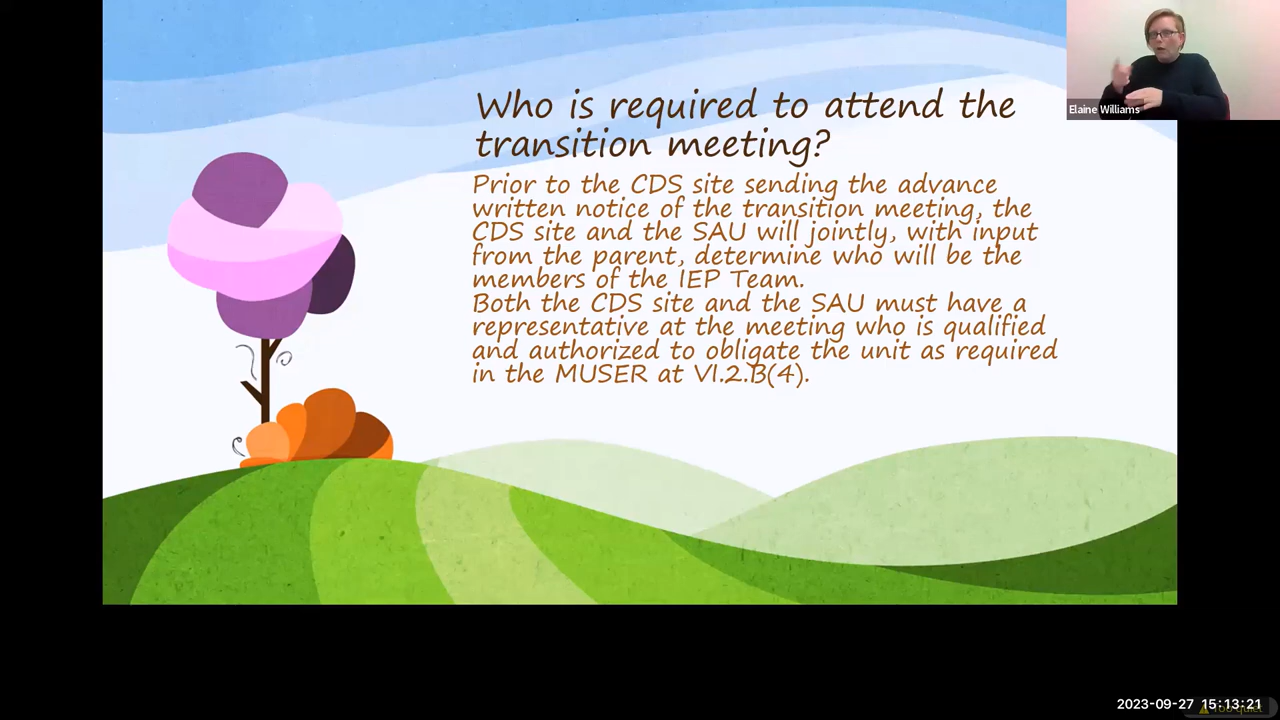 Who is required to attend the
transition meeting?
Prior to the CDS site sending the advance
written notice of the transition meeting, the
CDS site and the SAU will jointly, with input
from the parent, determine who will be the
members of the IEP Team.
Both the CDS site and the SAU must have a
representative at the meeting who is qualified
and authorized to obligate the unit as required
in the MUSER at VI.2.B(4).
Elaine Williams
2023-09-27 15:13:21